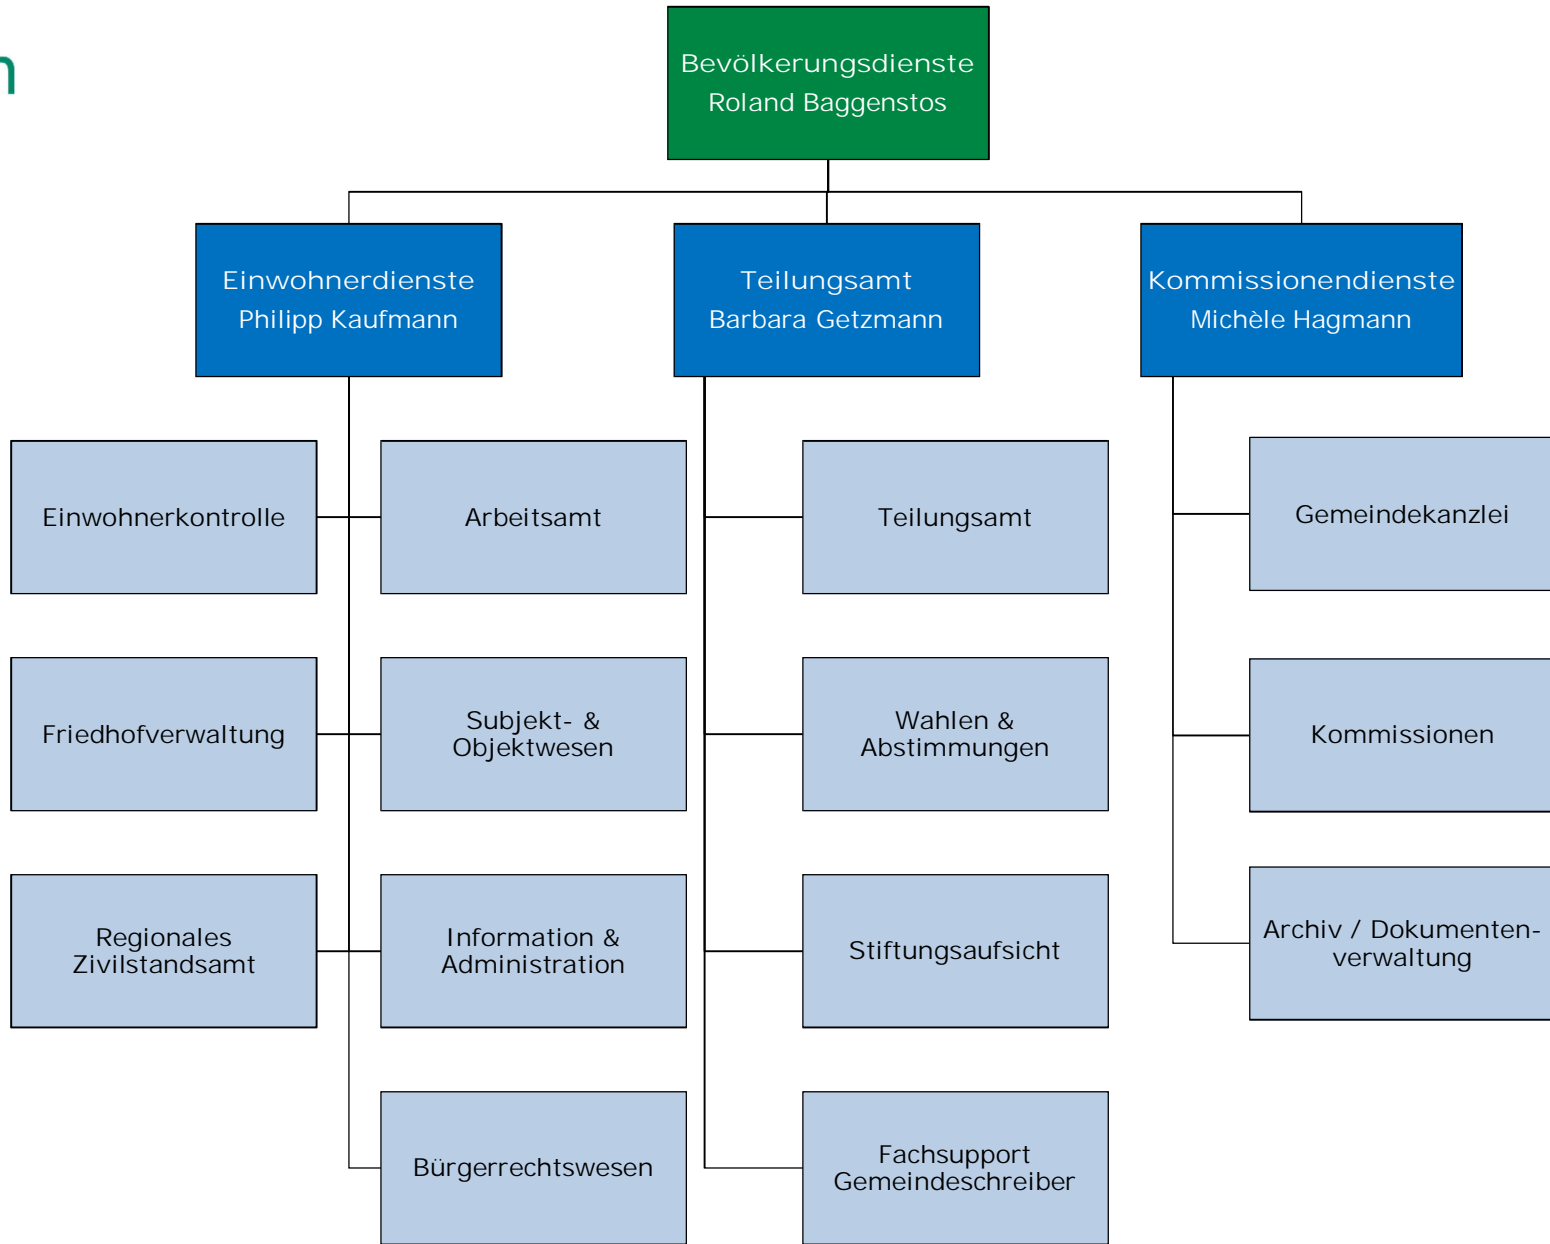 n
Bevölkerungsdienste
Roland Baggenstos
Einwohnerdienste
Philipp Kaufmann
Teilungsamt
Barbara Getzmann
Kommissionendienste
Michèle Hagmann
Einwohnerkontrolle
Arbeitsamt
Teilungsamt
Gemeindekanzlei
Friedhofverwaltung
Subjekt- &
Objektwesen
Wahlen &
Abstimmungen
Kommissionen
Regionales
Zivilstandsamt
Information &
Administration
Stiftungsaufsicht
Archiv / Dokumenten-
verwaltung
Bürgerrechtswesen
Fachsupport
Gemeindeschreiber